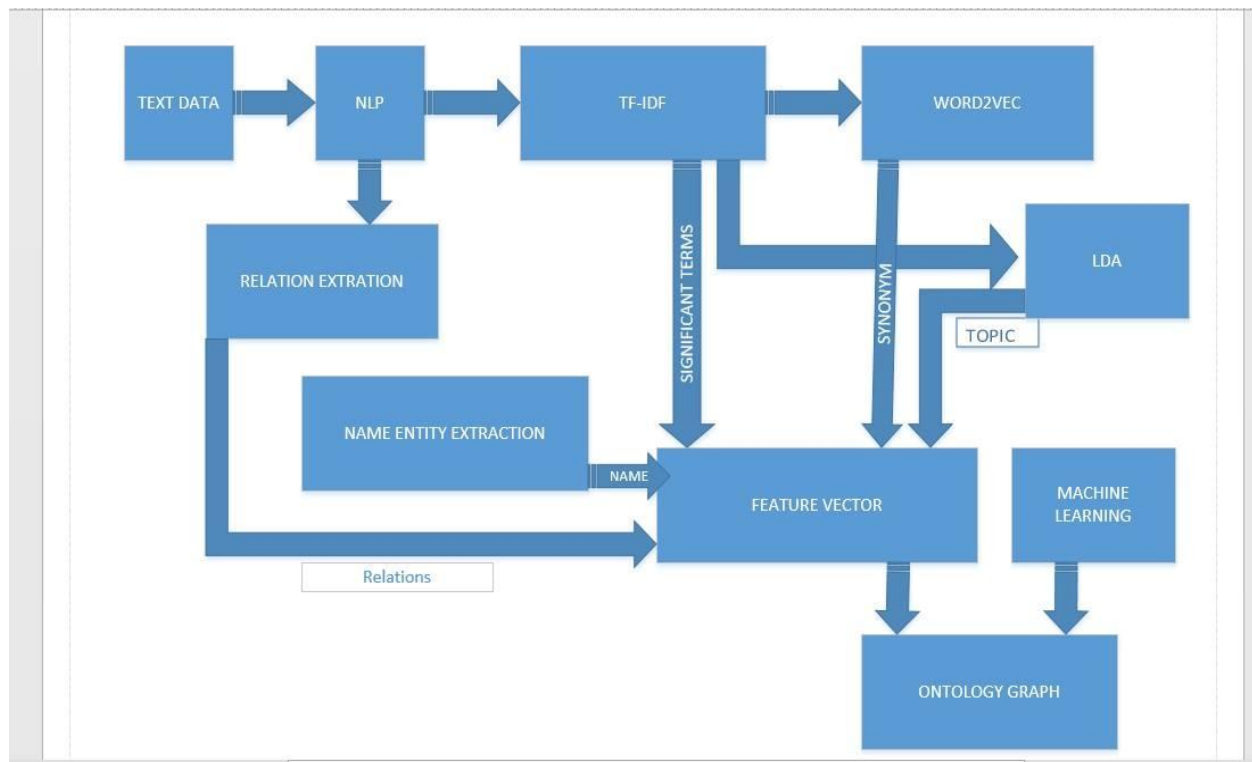 TEXT DATA
NLP
TF-IDF
WORD2VEC
RELATION EXTRATION
SIGNIFICANT TERMS
SYNONYM
LDA
TOPIC
NAME ENTITY EXTRACTION
NAME
FEATURE VECTOR
MACHINE
LEARNING
Relations
ONTOLOGY GRAPH